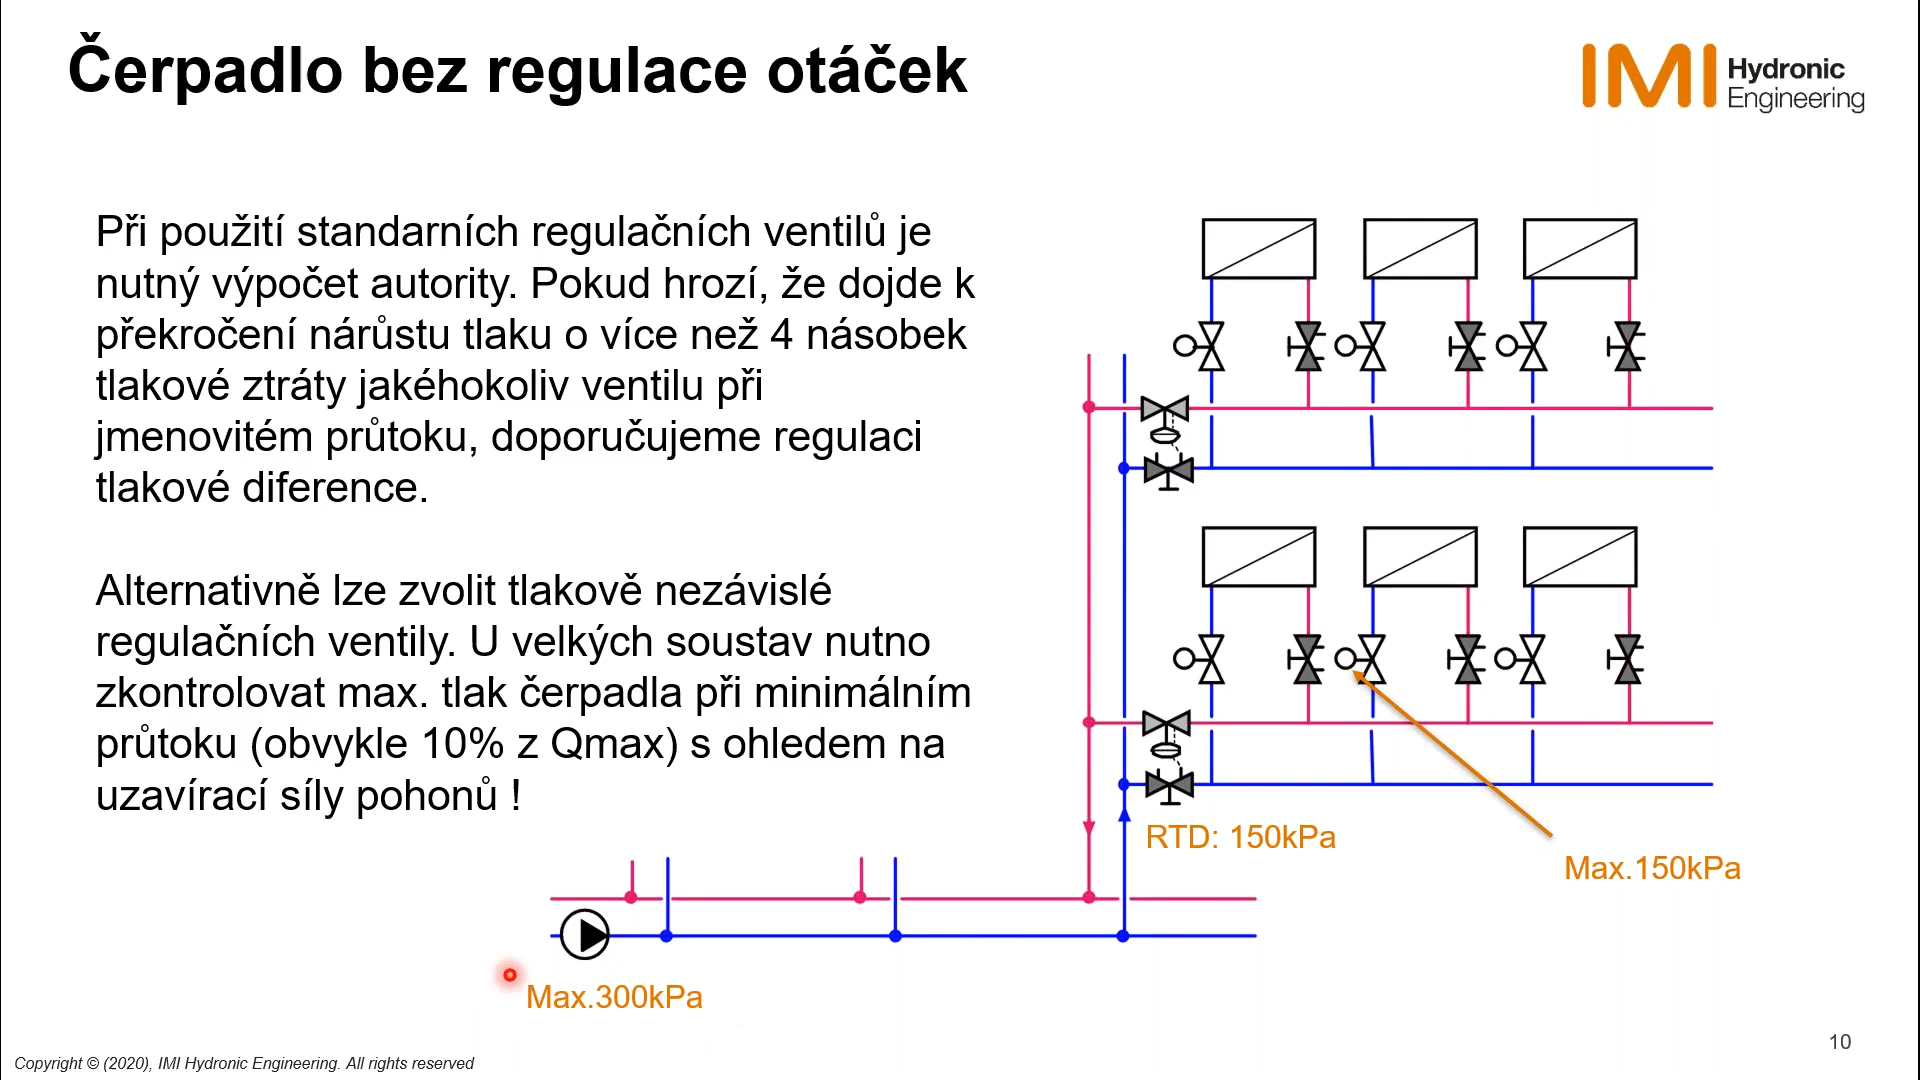 Čerpadlo bez regulace otáček
IMI Hydronic
Engineering
Při použití standarních regulačních ventilů je
nutný výpočet autority. Pokud hrozí, že dojde k
překročení nárůstu tlaku o více než 4 násobek
tlakové ztráty jakéhokoliv ventilu při
jmenovitém průtoku, doporučujeme regulaci
tlakové diference.
Alternativně lze zvolit tlakově nezávislé
regulačních ventily. U velkých soustav nutno
zkontrolovat max. tlak čerpadla při minimálním
průtoku (obvykle 10% z Qmax) s ohledem na
uzavírací síly pohonů !
RTD: 150kPa
Max.150kPa
Max.300kPa
10
Copyright © (2020), IMI Hydronic Engineering. All rights reserved